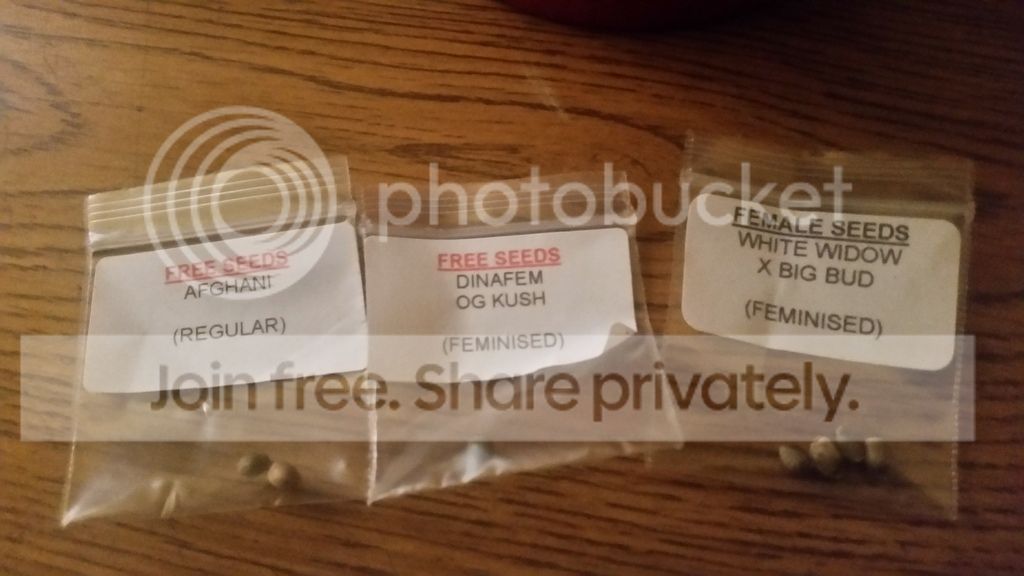 photobucket
FREE SEEDS
AFGHANI
(REGULAR)
FREE SEEDS
DINAFEM
OG KUSH
(FEMINISED)
FEMALE SEEDS
WHITE WIDOW
X BIG BUD
(FEMINISED)
Join free. Share privately.